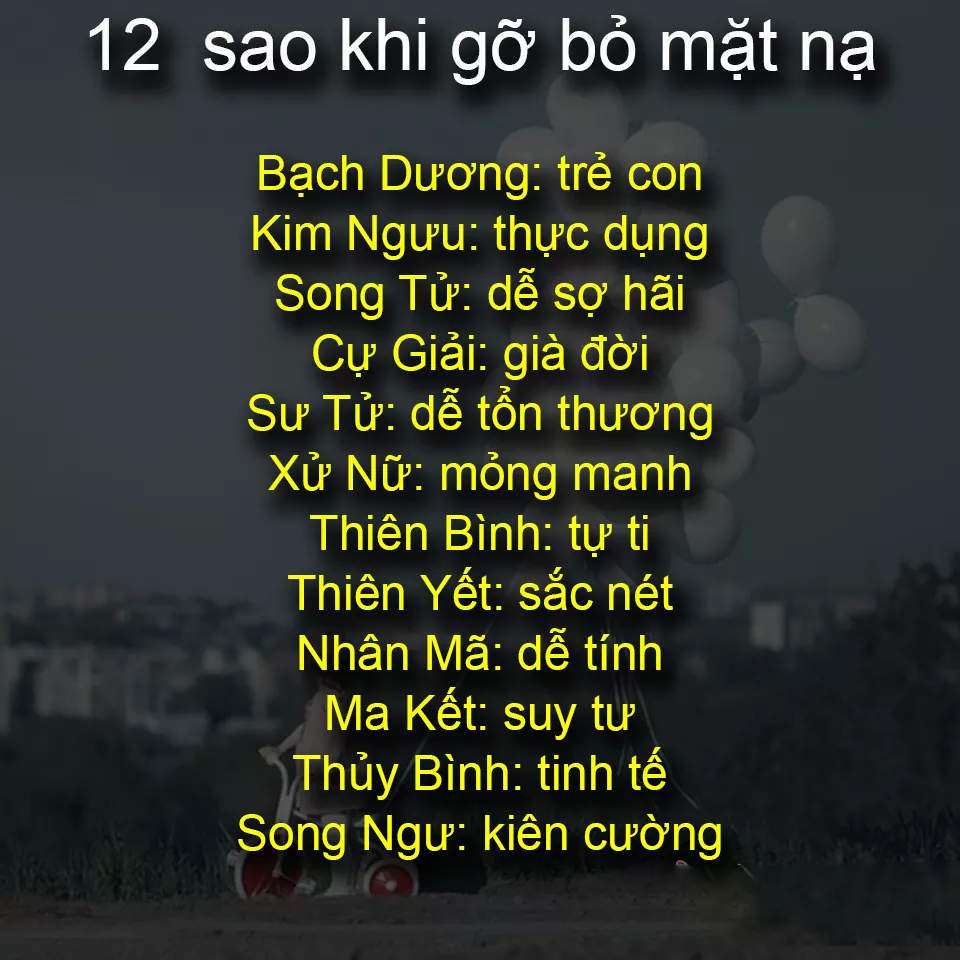 12 sao khi gỡ bỏ mặt nạ
Bạch Dương: trẻ con
Kim Ngưu: thực dụng
Song Tử: dễ sợ hãi
Cự Giải: già đời
Sư Tử: dễ tổn thương
Xử Nữ: mỏng manh
Thiên Bình: tự ti
Thiên Yết: sắc nét
Nhân Mã: dễ tính
Ma Kết: suy tư
Thủy Bình: tinh tế
Song Ngư: kiên cường